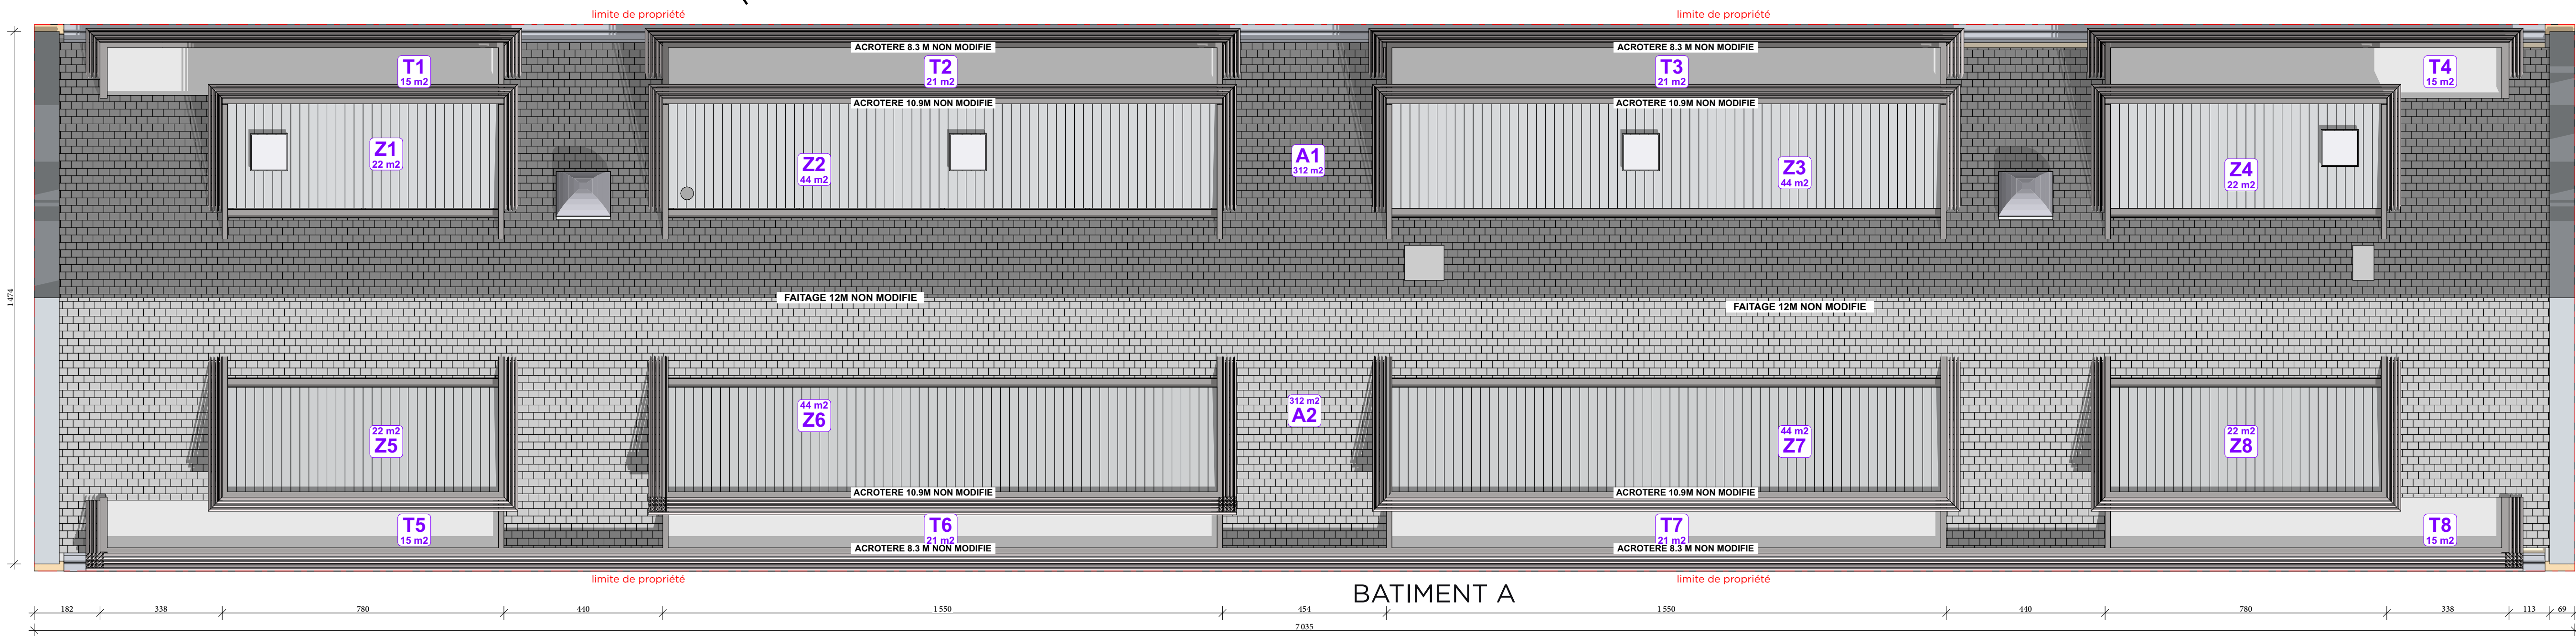 limite de propriété
limite de propriété
ACROTERE 8.3 M NON MODIFIE
ACROTERE 8.3 M NON MODIFIE
T1
15 m2
T2
21 m2
T3
21 m2
T4
15 m2
ACROTERE 10.9M NON MODIFIE
ACROTERE 10.9M NON MODIFIE
Z1
22 m2
Z2
44 m2
A1
312 m2
Z3
44 m2
Z4
22 m2
1 474
FAITAGE 12M NON MODIFIE
FAITAGE 12M NON MODIFIE
22 m2
Z5
44 m2
Z6
312 m2
A2
44 m2
Z7
22 m2
Z8
ACROTERE 10.9M NON MODIFIE
ACROTERE 10.9M NON MODIFIE
T5
15 m2
T6
21 m2
T7
21 m2
T8
15 m2
ACROTERE 8.3 M NON MODIFIE
ACROTERE 8.3 M NON MODIFIE
limite de propriété
limite de propriété
BATIMENT A
182 338 780 440 1 550 454 1 550 440 780 338 113 69
7 035